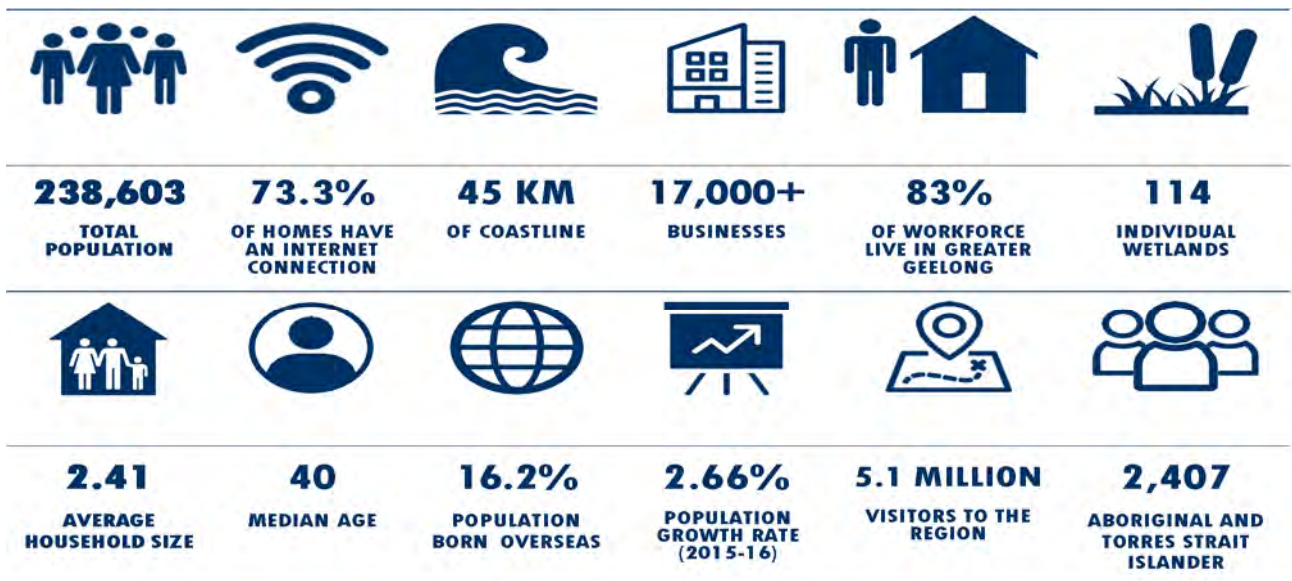 238,603
TOTAL
POPULATION
73.3%
OF HOMES HAVE
AN INTERNET
CONNECTION
45 KM
OF COASTLINE
17,000+
BUSINESSES
83%
OF WORKFORCE
LIVE IN GREATER
GEELONG
114
INDIVIDUAL
WETLANDS
2.41
AVERAGE
HOUSEHOLD SIZE
40
MEDIAN AGE
16.2%
POPULATION
BORN OVERSEAS
2.66%
POPULATION
GROWTH RATE
(2015-16)
5.1 MILLION
VISITORS TO THE
REGION
2,407
ABORIGINAL AND
TORRES STRAIT
ISLANDER